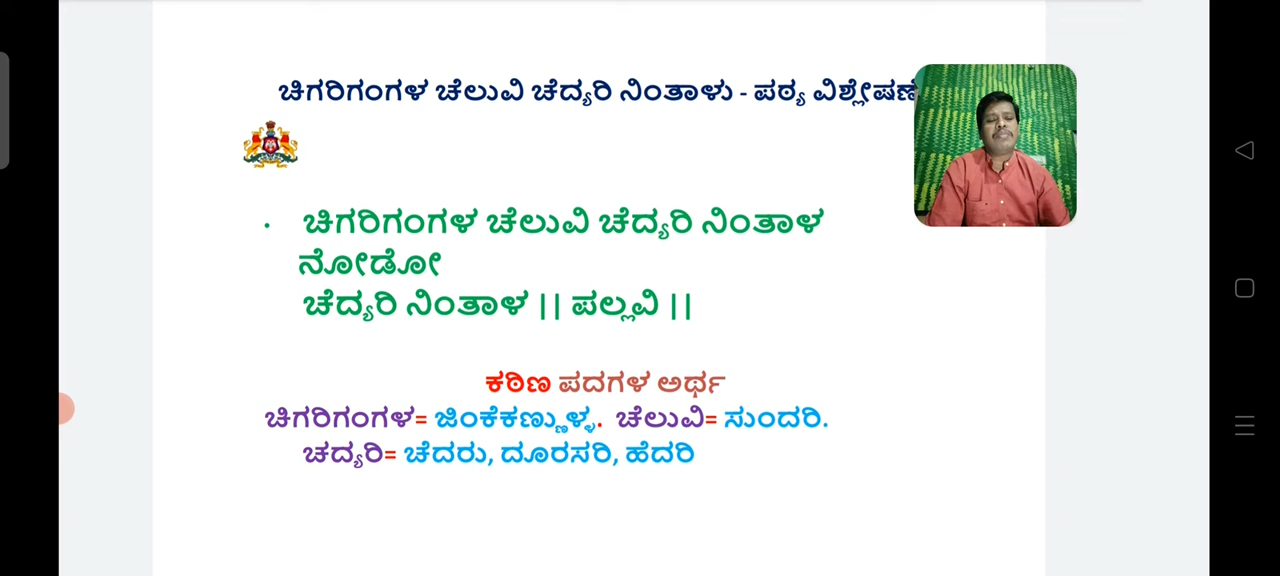 ಚಿಗರಿಗಂಗಳ ಚೆಲುವಿ ಚೆದ್ಯರಿ ನಿಂತಾಳು - ಪಠ್ಯ ವಿಶ್ಲೇಷಣೆ
• ಚಿಗರಿಗಂಗಳ ಚೆಲುವಿ ಚೆದ್ಯರಿ ನಿಂತಾಳ
ನೋಡೋ
ಚೆದ್ಯರಿ ನಿಂತಾಳ || ಪಲ್ಲವಿ ||
ಕಠಿಣ ಪದಗಳ ಅರ್ಥ
ಚಿಗರಿಗಂಗಳ= ಜಿಂಕೆಕಣ್ಣುಳ್ಳ. ಚೆಲುವಿ= ಸುಂದರಿ.
ಚದ್ಯರಿ= ಚೆದರು, ದೂರಸರಿ, ಹೆದರಿ